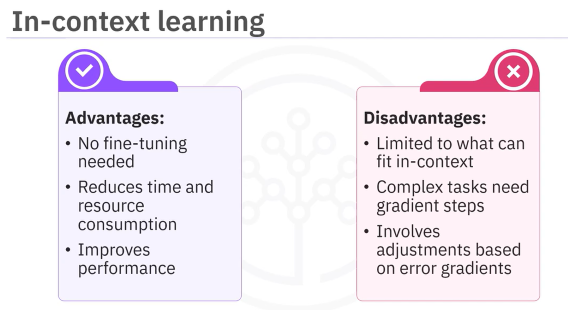 In-context learning
Advantages:
• No fine-tuning
needed
• Reduces time and
resource
consumption
• Improves
performance
Disadvantages:
• Limited to what can
fit in-context
• Complex tasks need
gradient steps
• Involves
adjustments based
on error gradients